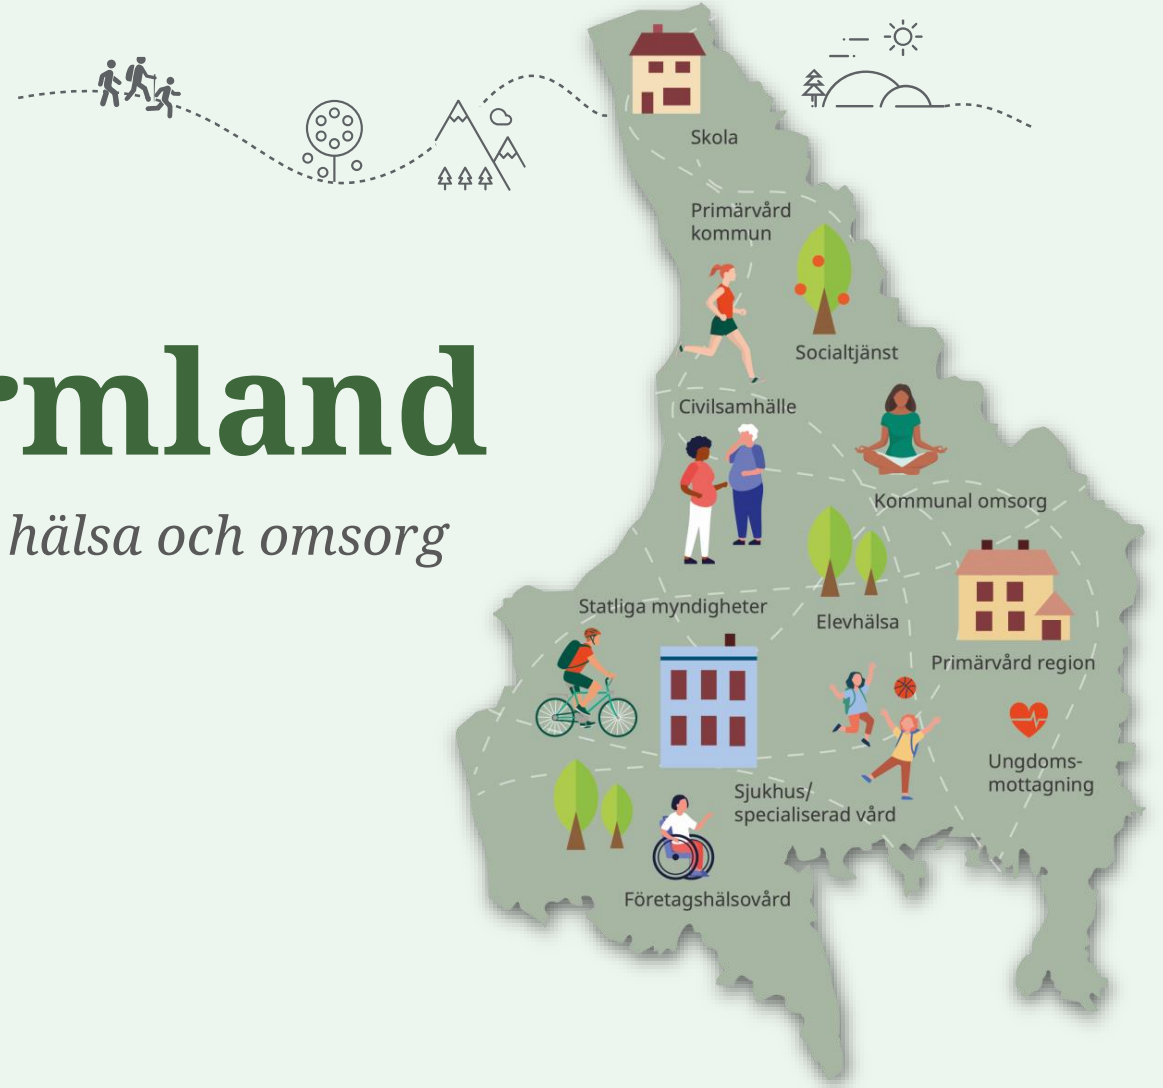 rmland
hälsa och omsorg
Skola
Primärvård
kommun
Socialtjänst
Civilsamhälle
Kommunal omsorg
Statliga myndigheter
Elevhälsa
Primärvård region
Ungdoms-
mottagning
Sjukhus/
specialiserad vård
Företagshälsovård